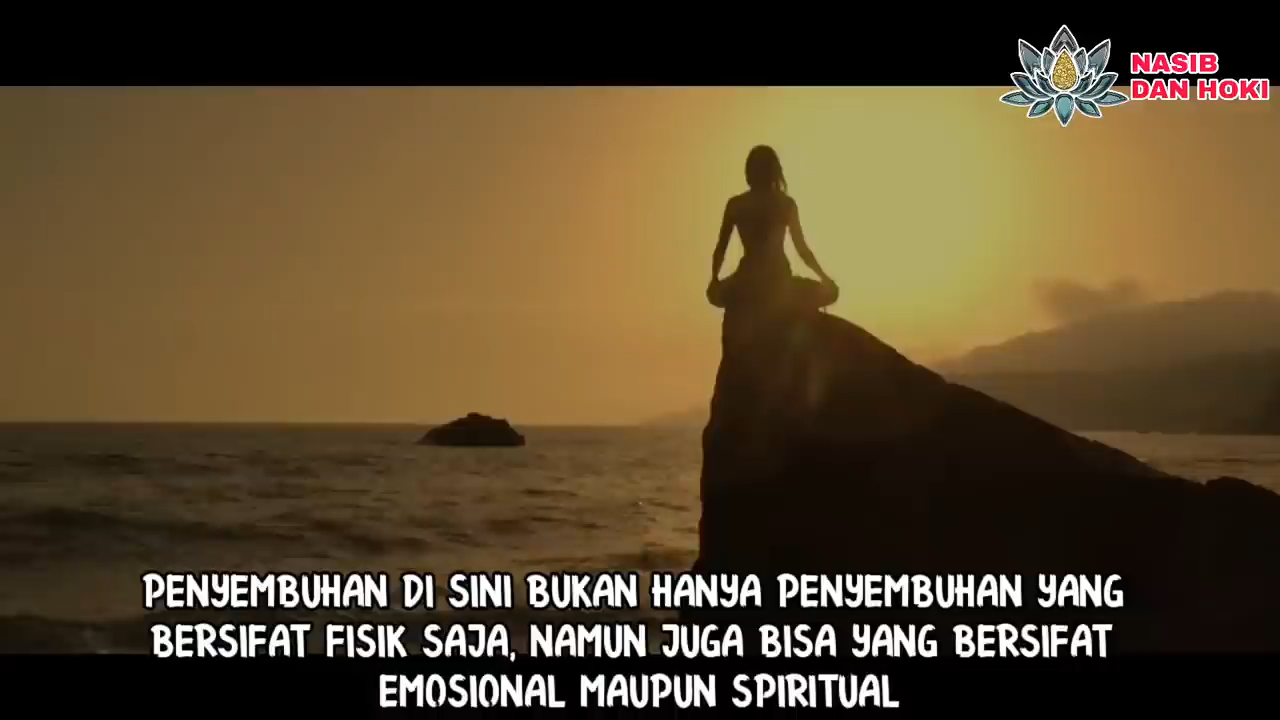 NASIB
DAN HOKI
PENYEMBUHAN DI SINI BUKAN HANYA PENYEMBUHAN YANG
BERSIFAT FISIK SAJA, NAMUN JUGA BISA YANG BERSIFAT
EMOSIONAL MAUPUN SPIRITUAL